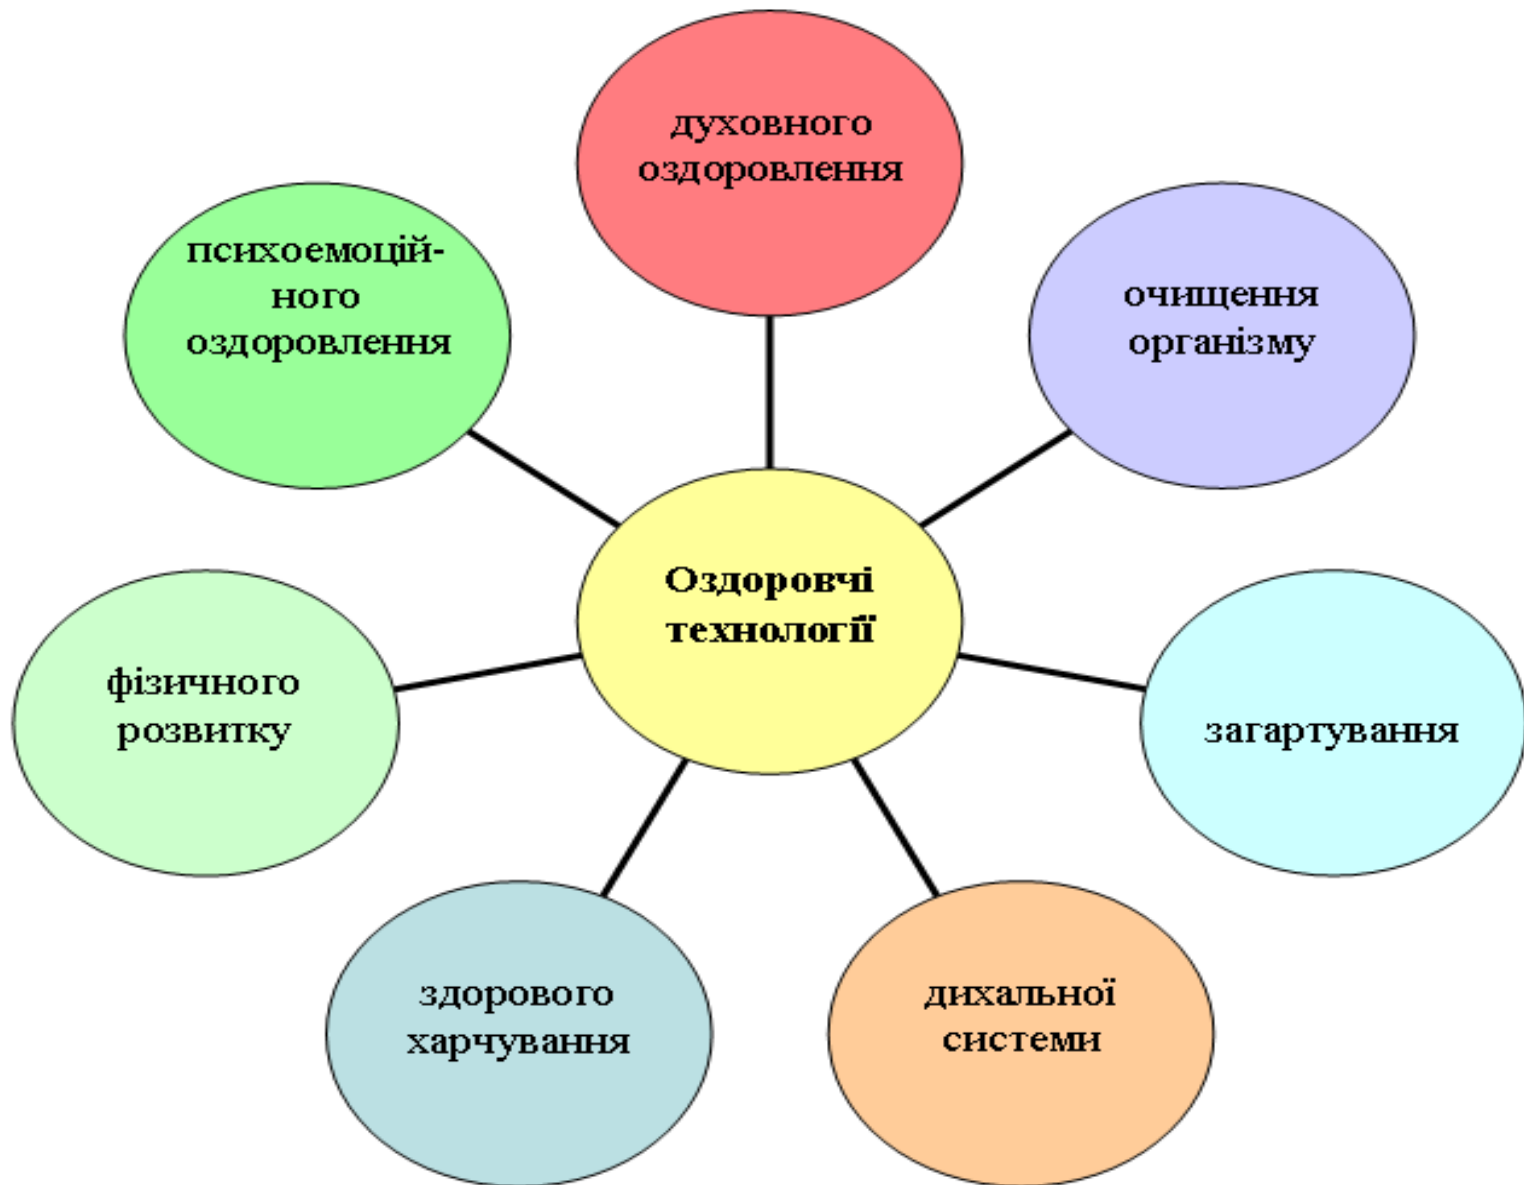 духовного
оздоровлення
психоемоцій-
ного
оздоровлення
очищення
організму
Оздоровчі
технології
фізичного
розвитку
загартування
здорового
харчування
дихальної
системи